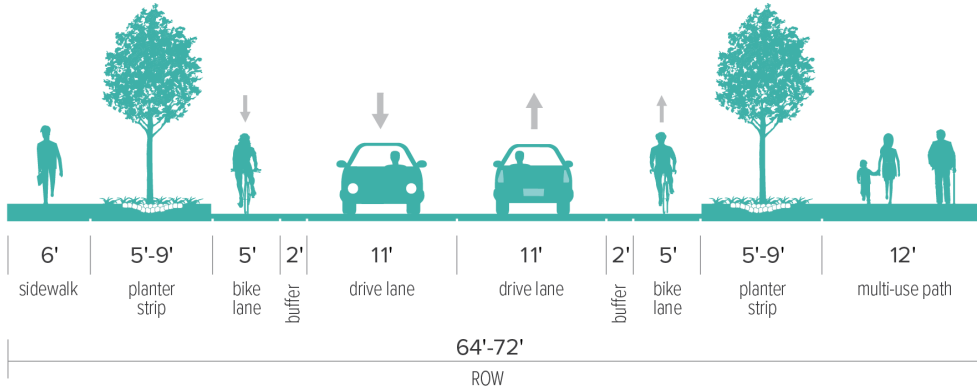 6' 5'-9' 5' 2' 11' 11' 2' 5' 5'-9' 12'
sidewalk planter strip bike lane buffer drive lane drive lane buffer bike lane planter strip multi-use path
64'-72'
ROW